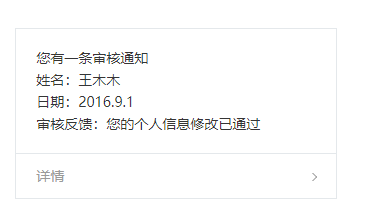 您有一条审核通知
姓名：王木木
日期：2016.9.1
审核反馈：您的个人信息修改已通过
详情